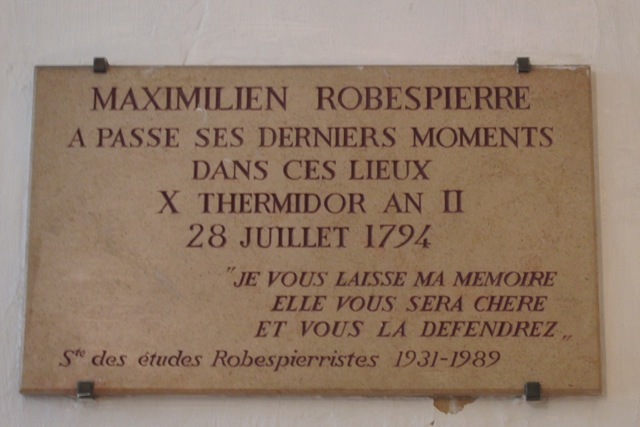 MAXIMILIEN ROBESPIERRE
A PASSE SES DERNIERS MOMENTS
DANS CES LIEUX
X THERMIDOR AN II
28 JUILLET 1794
"JE VOUS LAISSE MA MEMOIRE
ELLE VOUS SERA CHERE
ET VOUS LA DEFENDREZ„
Sté des études Robespierristes 1931-1989